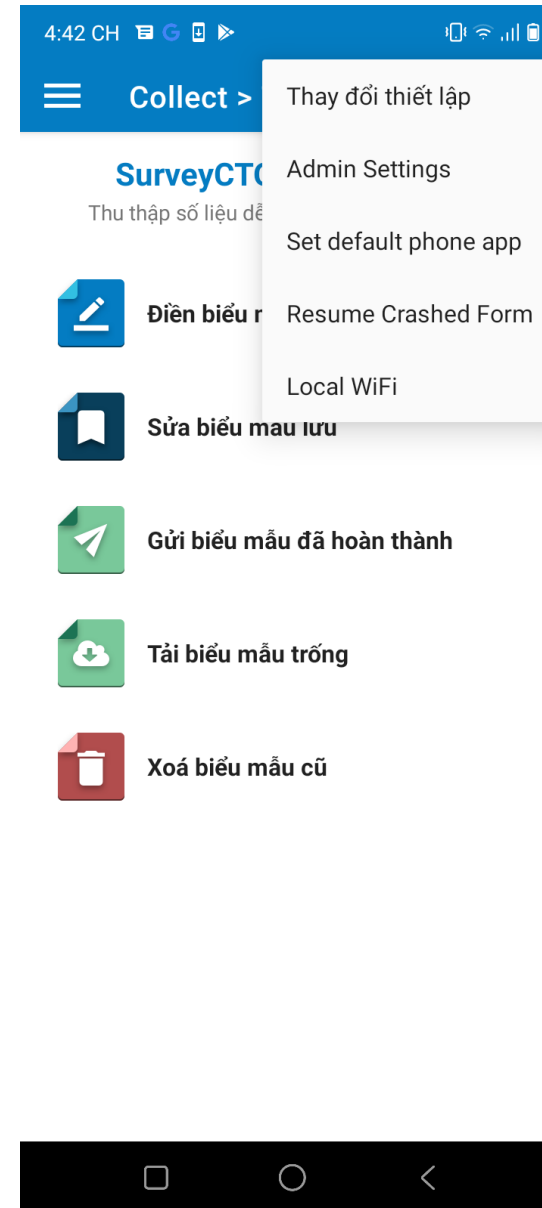 4:42 CH
Collect >
Thay đổi thiết lập
Admin Settings
Set default phone app
Resume Crashed Form
Local WiFi
SurveyCTO
Thu thập số liệu dễ
Điền biểu
Sửa biểu mẫu lưu
Gửi biểu mẫu đã hoàn thành
Tải biểu mẫu trống
Xoá biểu mẫu cũ